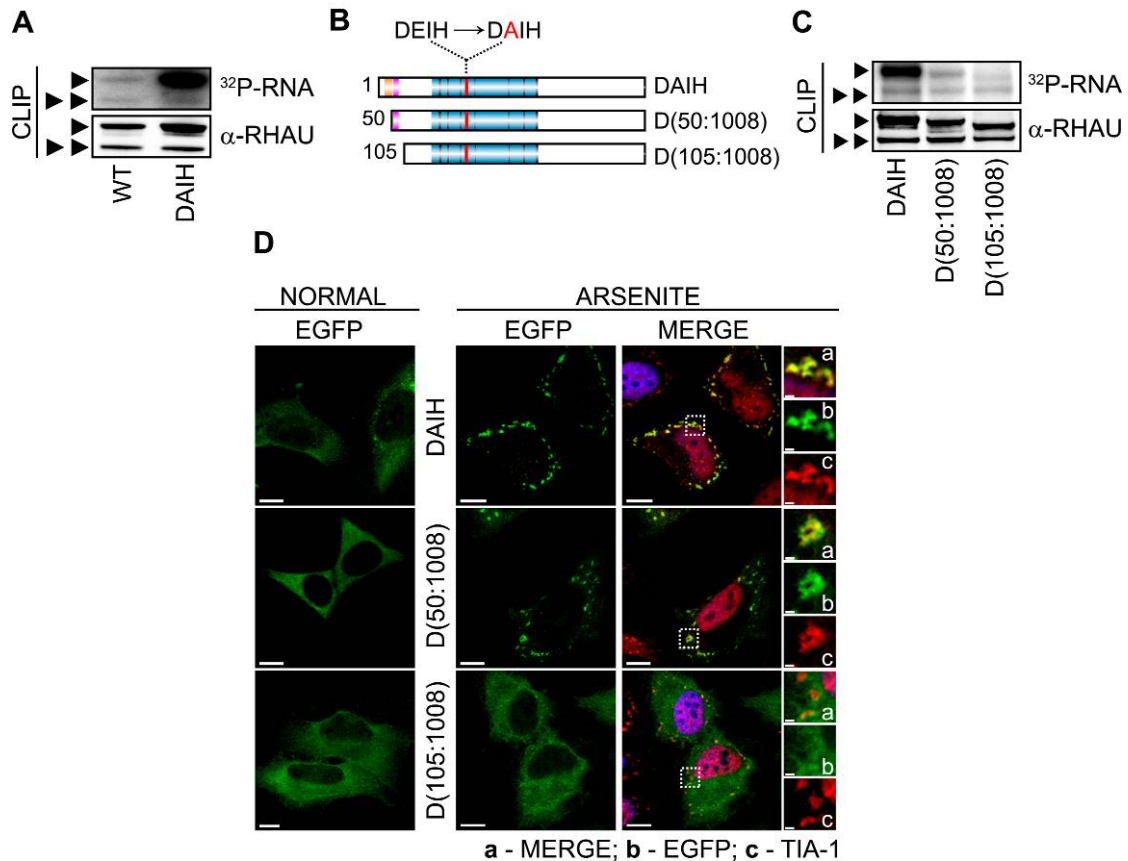 A
CLIP
³²P-RNA
α-RHAU
WT
DAIH
B
DEIH → DAIH
1 DAIH
50 D(50:1008)
105 D(105:1008)
C
CLIP
³²P-RNA
α-RHAU
DAIH
D(50:1008)
D(105:1008)
D
NORMAL ARSENITE
EGFP EGFP MERGE
DAIH
a
b
c
D(50:1008)
a
b
c
D(105:1008)
a
b
c
a - MERGE; b - EGFP; c - TIA-1